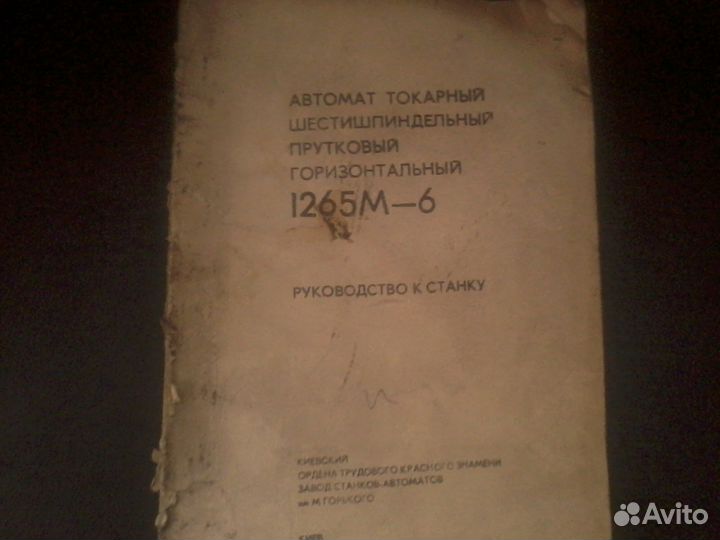 АВТОМАТ ТОКАРНЫЙ
ШЕСТИШПИНДЕЛЬНЫЙ
ПРУТКОВЫЙ
ГОРИЗОНТАЛЬНЫЙ
1265М—6
РУКОВОДСТВО К СТАНКУ
КИЕВСКИЙ
ОРДЕНА ТРУДОВОГО КРАСНОГО ЗНАМЕНИ
ЗАВОД СТАНКОВ-АВТОМАТОВ
им М ГОРЬКОГО
КИЕВ
Avito